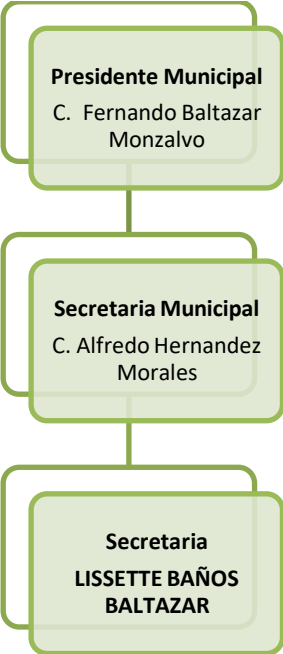 Presidente Municipal
C. Fernando Baltazar
Monzalvo
Secretaria Municipal
C. Alfredo Hernandez
Morales
Secretaria
LISSETTE BAÑOS
BALTAZAR